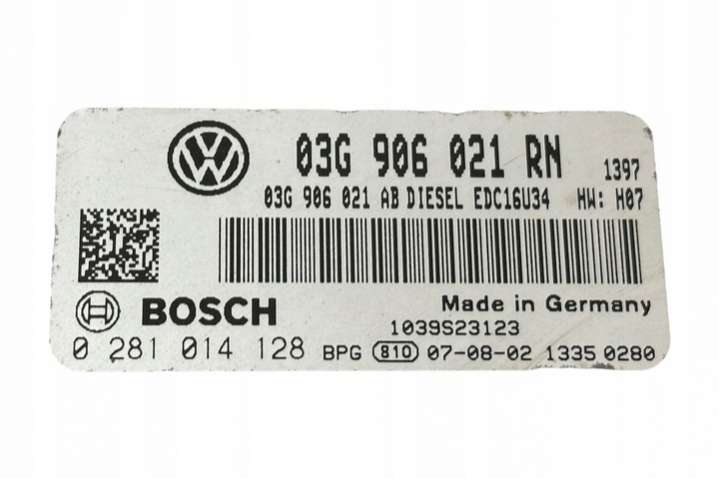 03G 906 021 RN 1397
03G 906 021 AB DIESEL EDC16U34 HW: H07
BOSCH
Made in Germany
1039S23123
0 281 014 128 BPG 810 07-08-02 1335 0280